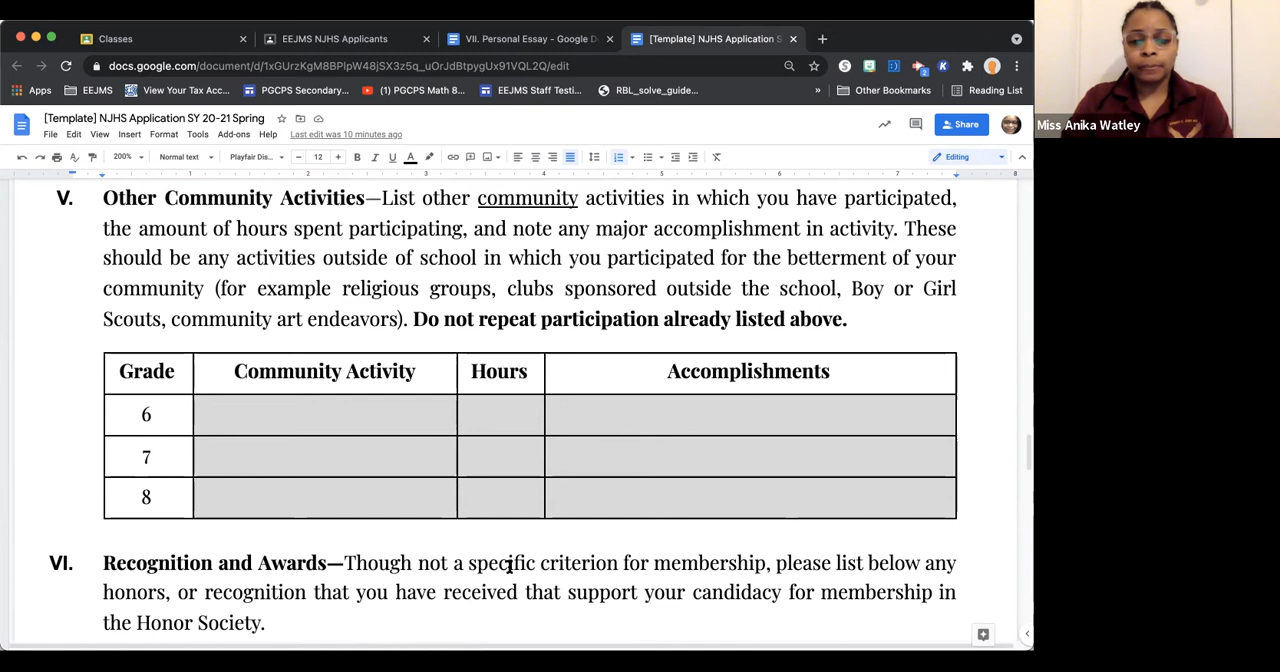 Classes
EEJMS NJHS Applicants
VII. Personal Essay - Google D
[Template] NJHS Application S
docs.google.com/document/d/1xGUrzKgM8BPlpW48jSX3z5q_uOrJdBtpygUx91VQL2Q/edit
Apps
EEJMS
View Your Tax Acc...
PGCPS Secondary...
(1) PGCPS Math 8...
EEJMS Staff Testi...
RBL_solve_guide...
»
Other Bookmarks
Reading List
[Template] NJHS Application SY 20-21 Spring
File Edit View Insert Format Tools Add-ons Help Last edit was 10 minutes ago
Share
Miss Anika Watley
200% Normal text Playfair Dis... – 12 + B I U A Editing
1 2 3 4 5 6 7 8
V. Other Community Activities—List other community activities in which you have participated,
the amount of hours spent participating, and note any major accomplishment in activity. These
should be any activities outside of school in which you participated for the betterment of your
community (for example religious groups, clubs sponsored outside the school, Boy or Girl
Scouts, community art endeavors). Do not repeat participation already listed above.
Grade Community Activity Hours Accomplishments
6
7
8
VI. Recognition and Awards—Though not a specific criterion for membership, please list below any
honors, or recognition that you have received that support your candidacy for membership in
the Honor Society.